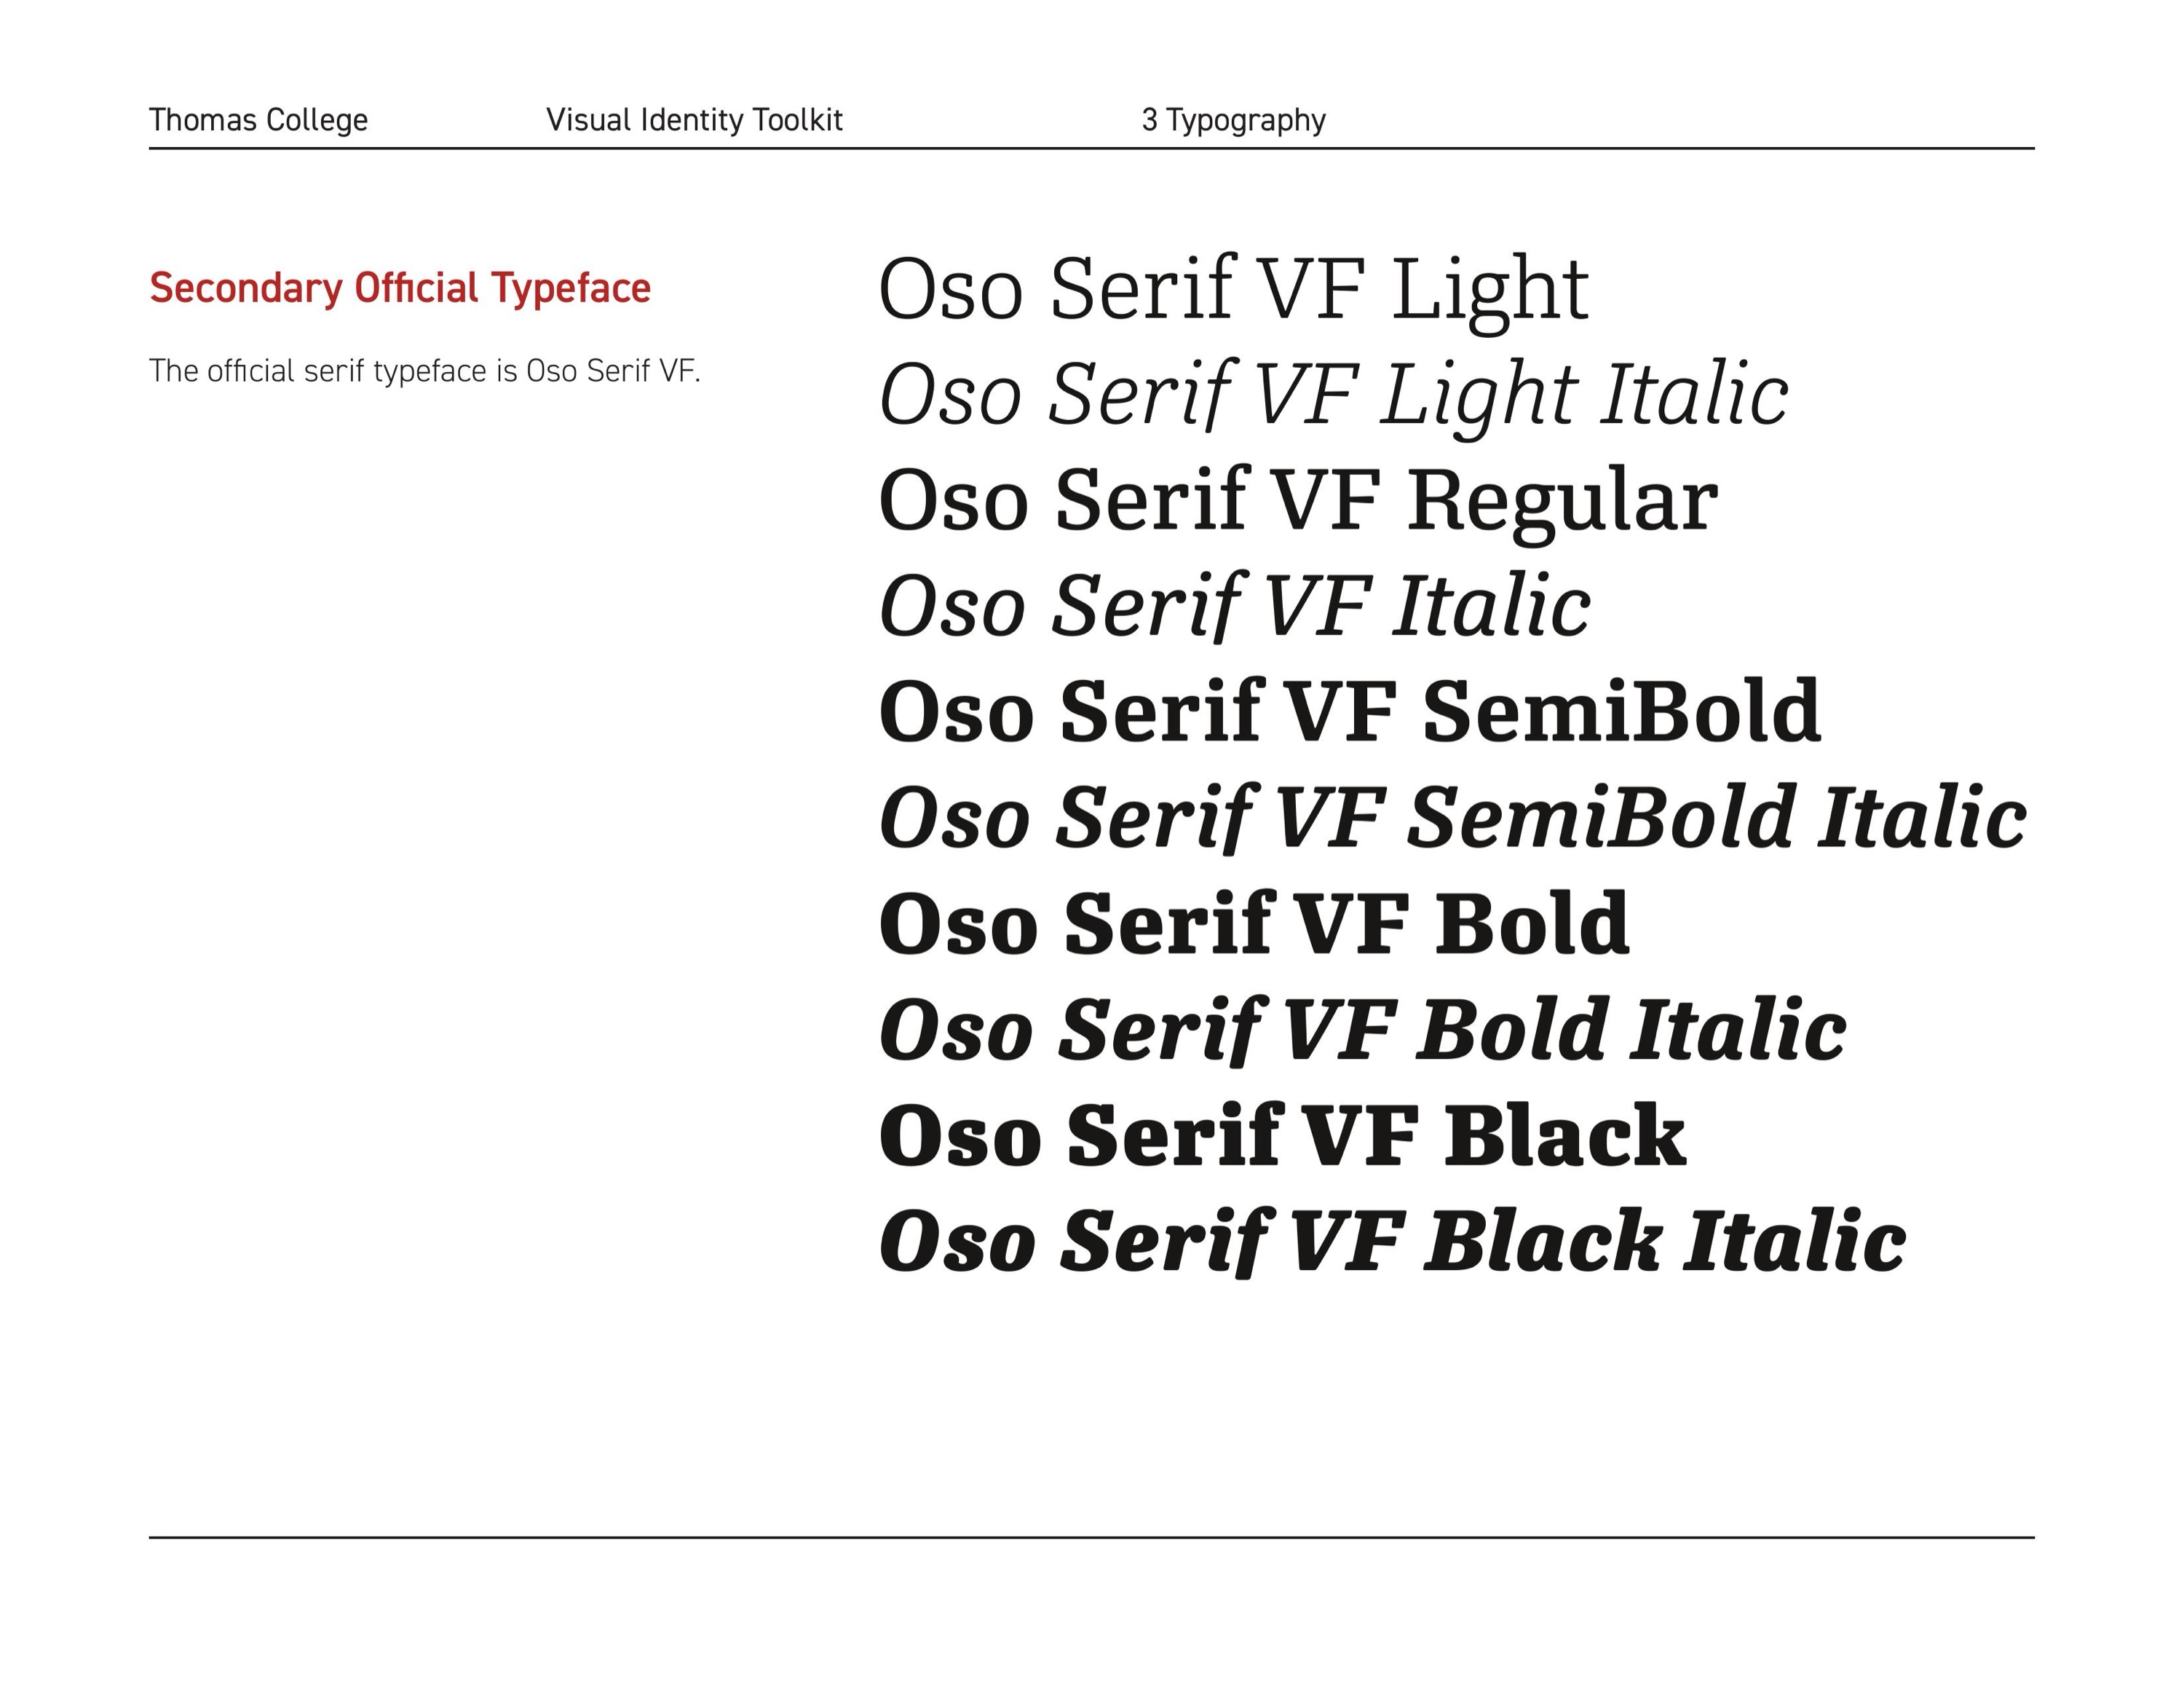 Thomas College Visual Identity Toolkit 3 Typography
Secondary Official Typeface
The official serif typeface is Oso Serif VF.
Oso Serif VF Light
Oso Serif VF Light Italic
Oso Serif VF Regular
Oso Serif VF Italic
Oso Serif VF SemiBold
Oso Serif VF SemiBold Italic
Oso Serif VF Bold
Oso Serif VF Bold Italic
Oso Serif VF Black
Oso Serif VF Black Italic